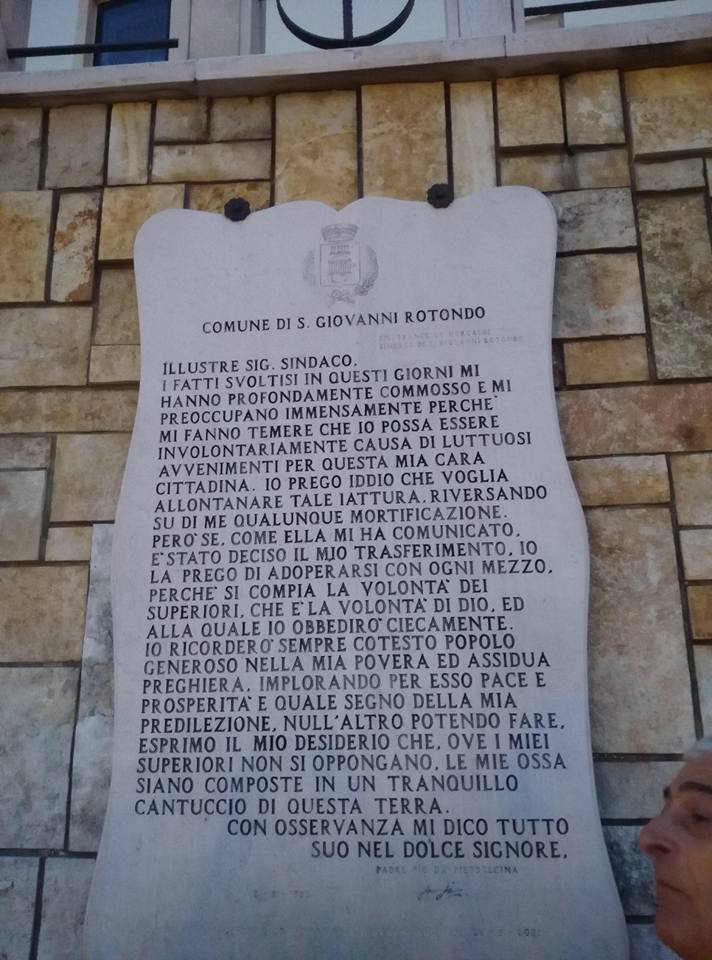 COMUNE DI S. GIOVANNI ROTONDO
SINDACO DI S. GIOVANNI ROTONDO
ILLUSTRE SIG. SINDACO,
I FATTI SVOLTISI IN QUESTI GIORNI MI
HANNO PROFONDAMENTE COMMOSSO E MI
PREOCCUPANO IMMENSAMENTE PERCHE'
MI FANNO TEMERE CHE IO POSSA ESSERE
INVOLONTARIAMENTE CAUSA DI LUTTUOSI
AVVENIMENTI PER QUESTA MIA CARA
CITTADINA. IO PREGO IDDIO CHE VOGLIA
ALLONTANARE TALE IATTURA, RIVERSANDO
SU DI ME QUALUNQUE MORTIFICAZIONE.
PERO' SE, COME ELLA MI HA COMUNICATO,
E' STATO DECISO IL MIO TRASFERIMENTO, IO
LA PREGO DI ADOPERARSI CON OGNI MEZZO,
PERCHE' SI COMPIA LA VOLONTA' DEI
SUPERIORI, CHE E' LA VOLONTA' DI DIO, ED
ALLA QUALE IO OBBEDIRO' CIECAMENTE.
IO RICORDERO' SEMPRE COTESTO POPOLO
GENEROSO NELLA MIA POVERA ED ASSIDUA
PREGHIERA, IMPLORANDO PER ESSO PACE E
PROSPERITA' E QUALE SEGNO DELLA MIA
PREDILEZIONE, NULL'ALTRO POTENDO FARE,
ESPRIMO IL MIO DESIDERIO CHE, OVE I MIEI
SUPERIORI NON SI OPPONGANO, LE MIE OSSA
SIANO COMPOSTE IN UN TRANQUILLO
CANTUCCIO DI QUESTA TERRA.
CON OSSERVANZA MI DICO TUTTO
SUO NEL DOLCE SIGNORE,
PADRE PIO DA PIETRELCINA